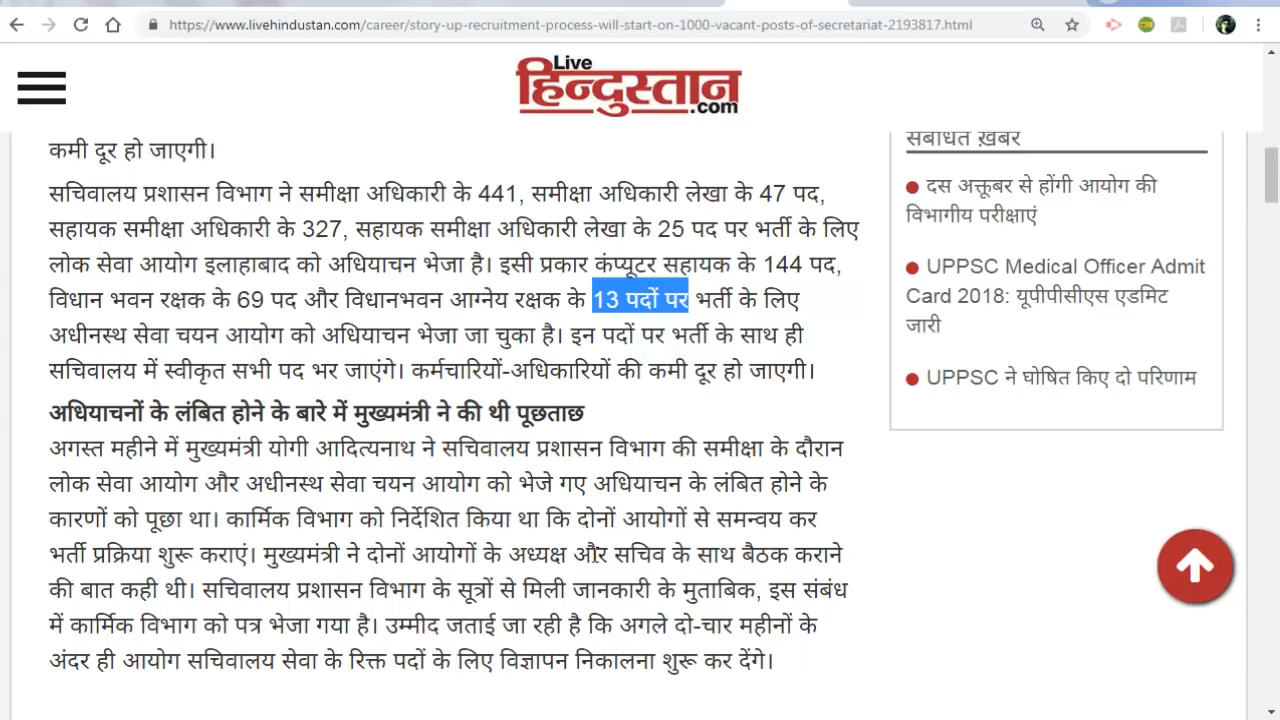 https://www.livehindustan.com/career/story-up-recruitment-process-will-start-on-1000-vacant-posts-of-secretariat-2193817.html
Live
हिन्दुस्तान
.com
कमी दूर हो जाएगी।
सचिवालय प्रशासन विभाग ने समीक्षा अधिकारी के 441, समीक्षा अधिकारी लेखा के 47 पद,
सहायक समीक्षा अधिकारी के 327, सहायक समीक्षा अधिकारी लेखा के 25 पद पर भर्ती के लिए
लोक सेवा आयोग इलाहाबाद को अधियाचन भेजा है। इसी प्रकार कंप्यूटर सहायक के 144 पद,
विधान भवन रक्षक के 69 पद और विधानभवन आग्नेय रक्षक के 13 पदों पर भर्ती के लिए
अधीनस्थ सेवा चयन आयोग को अधियाचन भेजा जा चुका है। इन पदों पर भर्ती के साथ ही
सचिवालय में स्वीकृत सभी पद भर जाएंगे। कर्मचारियों-अधिकारियों की कमी दूर हो जाएगी।
अधियाचनों के लंबित होने के बारे में मुख्यमंत्री ने की थी पूछताछ
अगस्त महीने में मुख्यमंत्री योगी आदित्यनाथ ने सचिवालय प्रशासन विभाग की समीक्षा के दौरान
लोक सेवा आयोग और अधीनस्थ सेवा चयन आयोग को भेजे गए अधियाचन के लंबित होने के
कारणों को पूछा था। कार्मिक विभाग को निर्देशित किया था कि दोनों आयोगों से समन्वय कर
भर्ती प्रक्रिया शुरू कराएं। मुख्यमंत्री ने दोनों आयोगों के अध्यक्ष और सचिव के साथ बैठक कराने
की बात कही थी। सचिवालय प्रशासन विभाग के सूत्रों से मिली जानकारी के मुताबिक, इस संबंध
में कार्मिक विभाग को पत्र भेजा गया है। उम्मीद जताई जा रही है कि अगले दो-चार महीनों के
अंदर ही आयोग सचिवालय सेवा के रिक्त पदों के लिए विज्ञापन निकालना शुरू कर देंगे।
संबंधित ख़बरें
दस अक्तूबर से होंगी आयोग की
विभागीय परीक्षाएं
UPPSC Medical Officer Admit
Card 2018: यूपीपीसीएस एडमिट
जारी
UPPSC ने घोषित किए दो परिणाम